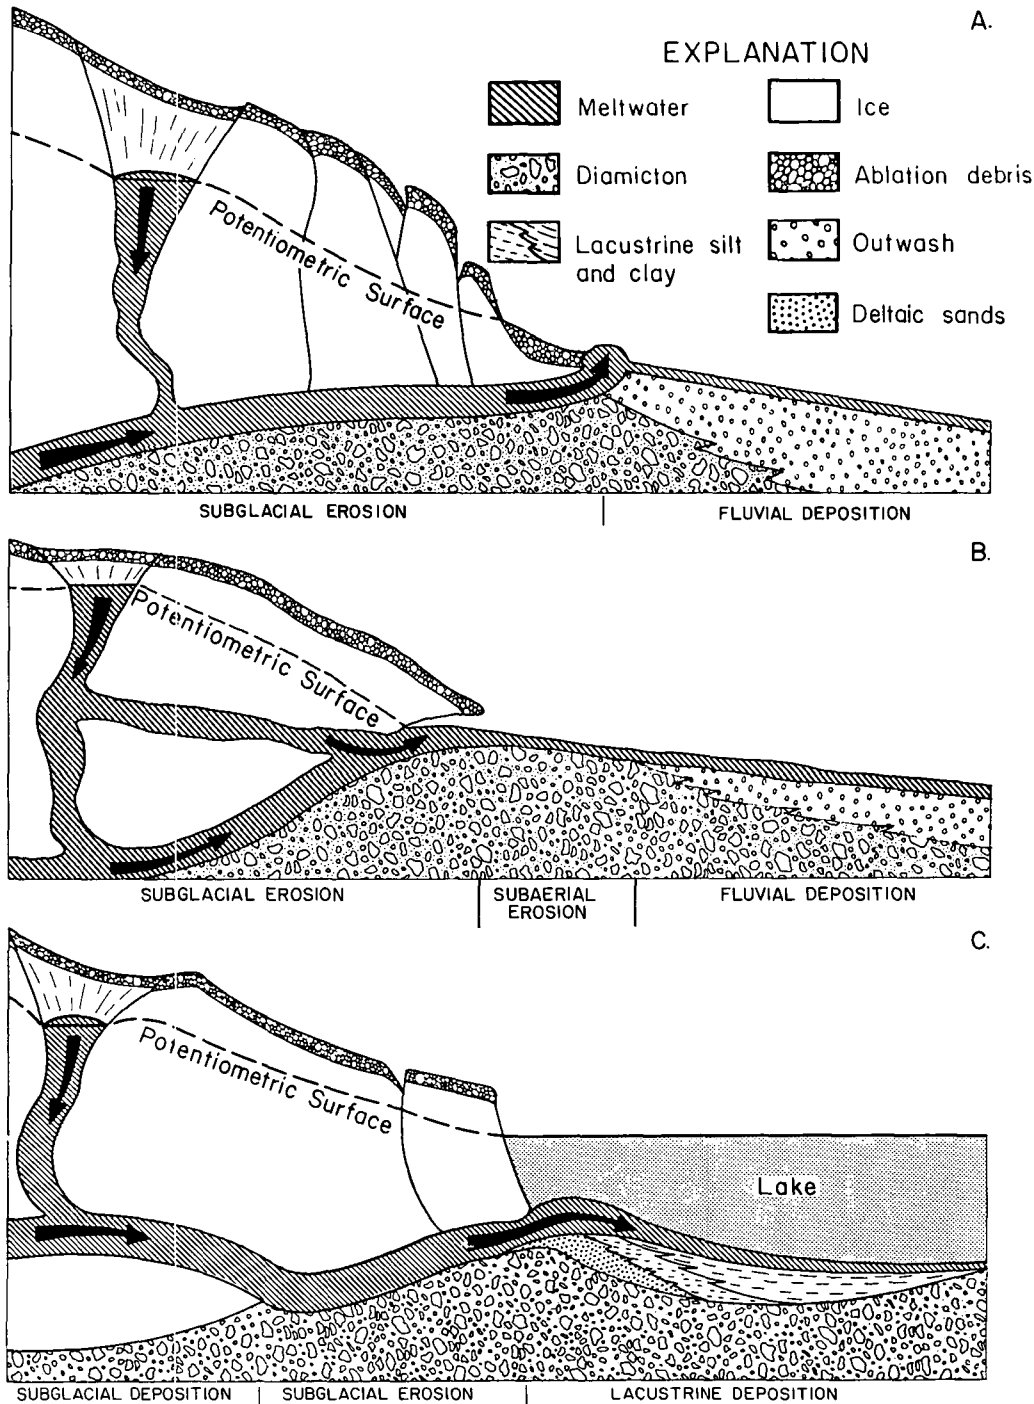 A.
EXPLANATION
Meltwater
Ice
Diamicton
Ablation debris
Lacustrine silt
and clay
Outwash
Deltaic sands
Potentiometric Surface
SUBGLACIAL EROSION
FLUVIAL DEPOSITION
B.
Potentiometric Surface
SUBGLACIAL EROSION
SUBAERIAL
EROSION
FLUVIAL DEPOSITION
C.
Potentiometric Surface
Lake
SUBGLACIAL DEPOSITION
SUBGLACIAL EROSION
LACUSTRINE DEPOSITION